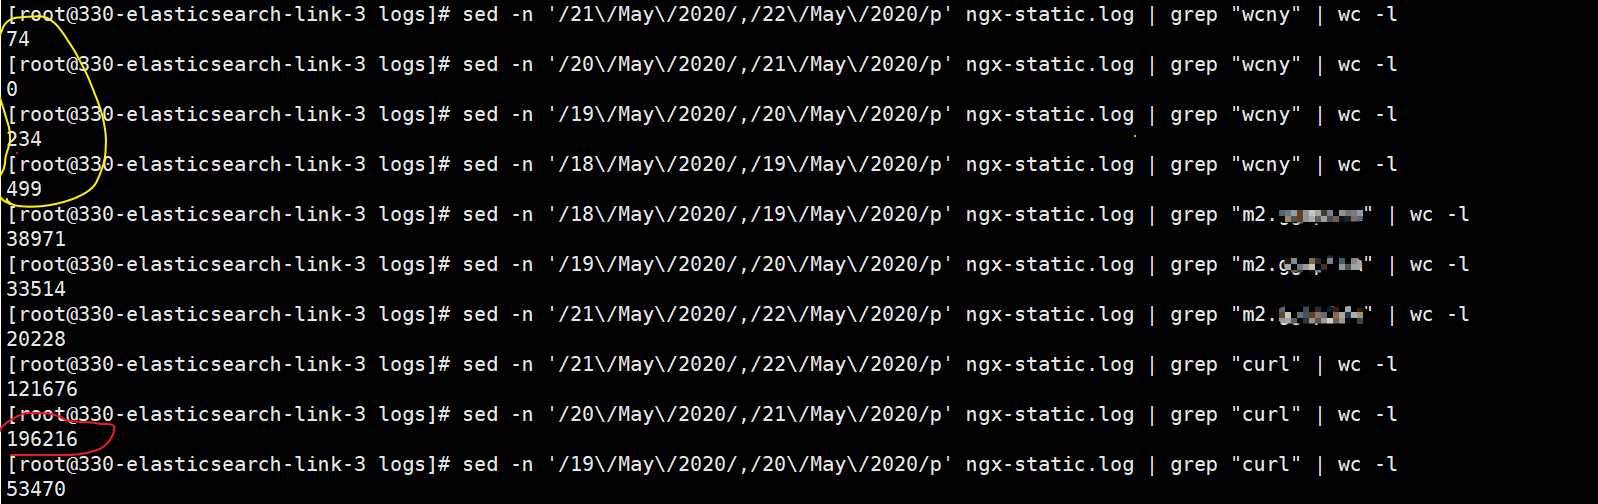 [root@330-elasticsearch-link-3 logs]# sed -n '/21\/May\/2020/,/22\/May\/2020/p' ngx-static.log | grep "wcny" | wc -l
74
[root@330-elasticsearch-link-3 logs]# sed -n '/20\/May\/2020/,/21\/May\/2020/p' ngx-static.log | grep "wcny" | wc -l
0
[root@330-elasticsearch-link-3 logs]# sed -n '/19\/May\/2020/,/20\/May\/2020/p' ngx-static.log | grep "wcny" | wc -l
234
[root@330-elasticsearch-link-3 logs]# sed -n '/18\/May\/2020/,/19\/May\/2020/p' ngx-static.log | grep "wcny" | wc -l
499
[root@330-elasticsearch-link-3 logs]# sed -n '/18\/May\/2020/,/19\/May\/2020/p' ngx-static.log | grep "m2." | wc -l
38971
[root@330-elasticsearch-link-3 logs]# sed -n '/19\/May\/2020/,/20\/May\/2020/p' ngx-static.log | grep "m2." | wc -l
33514
[root@330-elasticsearch-link-3 logs]# sed -n '/21\/May\/2020/,/22\/May\/2020/p' ngx-static.log | grep "m2." | wc -l
20228
[root@330-elasticsearch-link-3 logs]# sed -n '/21\/May\/2020/,/22\/May\/2020/p' ngx-static.log | grep "curl" | wc -l
121676
[root@330-elasticsearch-link-3 logs]# sed -n '/20\/May\/2020/,/21\/May\/2020/p' ngx-static.log | grep "curl" | wc -l
196216
[root@330-elasticsearch-link-3 logs]# sed -n '/19\/May\/2020/,/20\/May\/2020/p' ngx-static.log | grep "curl" | wc -l
53470